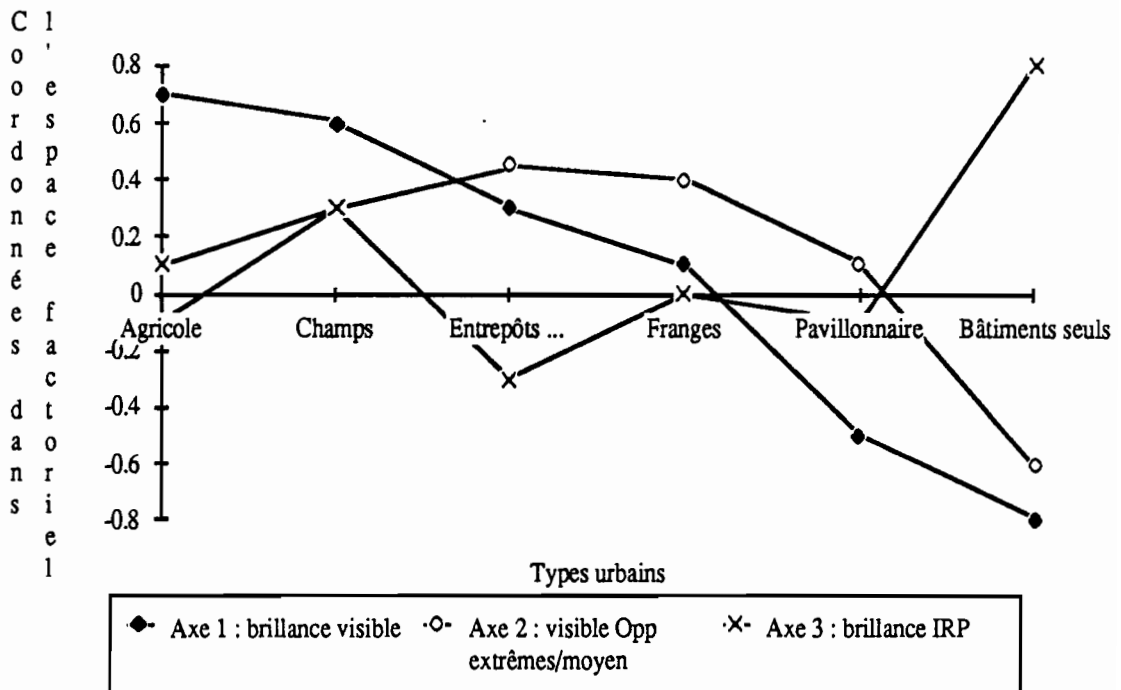 Coordonnées dans
l'espace factoriel
0.8
0.6
0.4
0.2
0
-0.2
-0.4
-0.6
-0.8
Agricole Champs Entrepôts ... Franges Pavillonnaire Bâtiments seuls
Types urbains
Axe 1 : brillance visible Axe 2 : visible Opp Axe 3 : brillance IRP
extrêmes/moyen